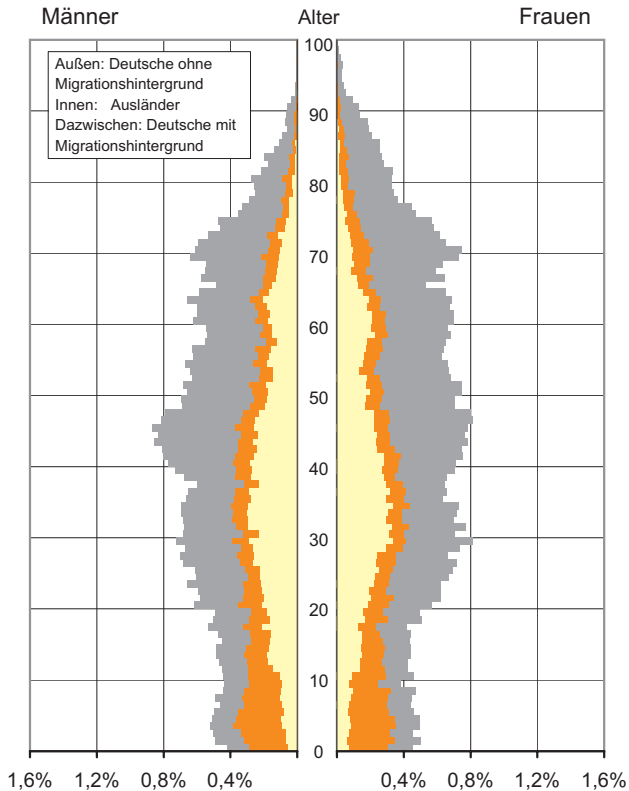 Männer Alter Frauen
100
Außen: Deutsche ohne
Migrationshintergrund
Innen: Ausländer
Dazwischen: Deutsche mit
Migrationshintergrund
90
80
70
60
50
40
30
20
10
0
1,6% 1,2% 0,8% 0,4% 0,4% 0,8% 1,2% 1,6%